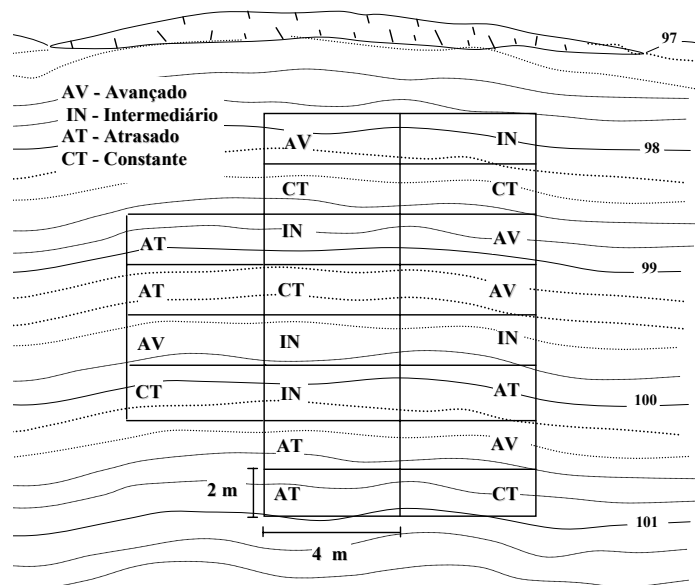 97
AV - Avançado
IN - Intermediário
AT - Atrasado
CT - Constante
AV IN 98
CT CT
AT IN AV 99
AT CT AV
AV IN IN
CT IN AT 100
AT AV
2 m AT CT 101
4 m